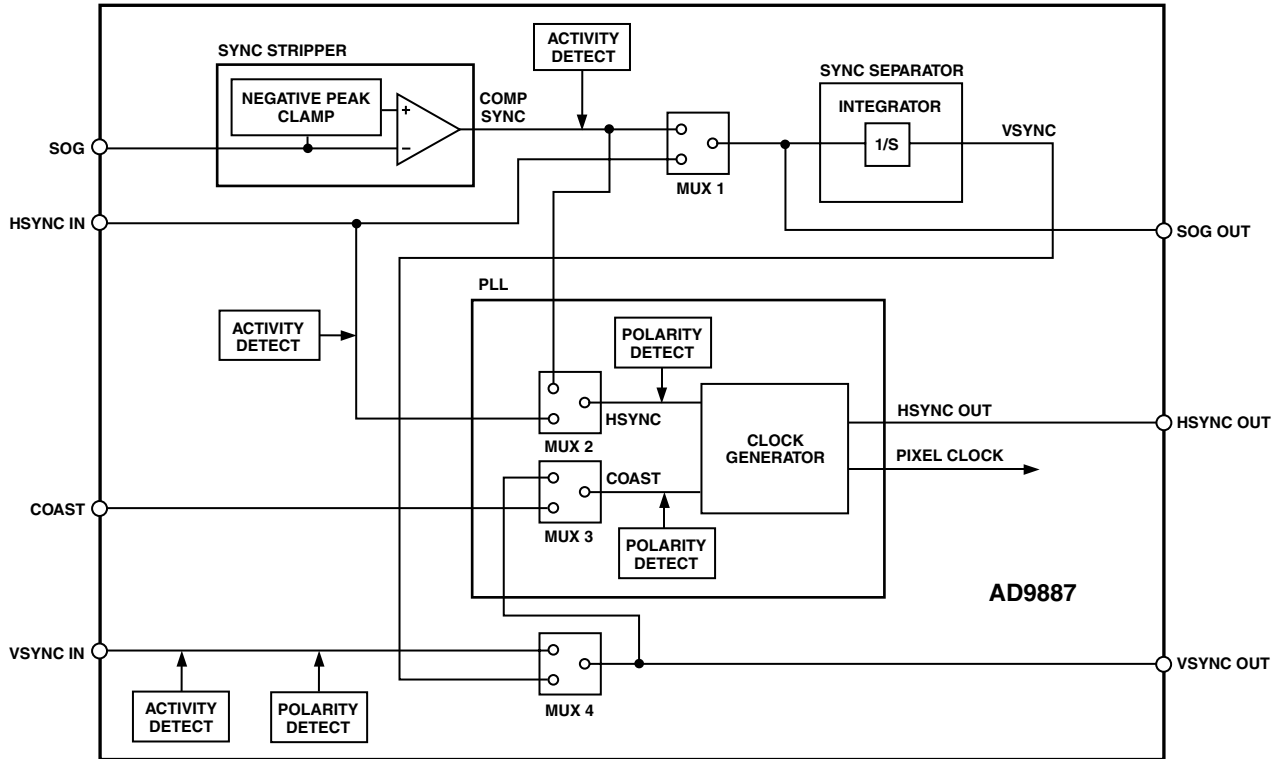 SYNC STRIPPER
NEGATIVE PEAK
CLAMP
+
−
COMP
SYNC
ACTIVITY
DETECT
MUX 1
SYNC SEPARATOR
INTEGRATOR
1/S
VSYNC
SOG
HSYNC IN
SOG OUT
ACTIVITY
DETECT
PLL
POLARITY
DETECT
HSYNC
MUX 2
CLOCK
GENERATOR
HSYNC OUT
HSYNC OUT
PIXEL CLOCK
COAST
COAST
MUX 3
POLARITY
DETECT
AD9887
VSYNC IN
ACTIVITY
DETECT
POLARITY
DETECT
MUX 4
VSYNC OUT